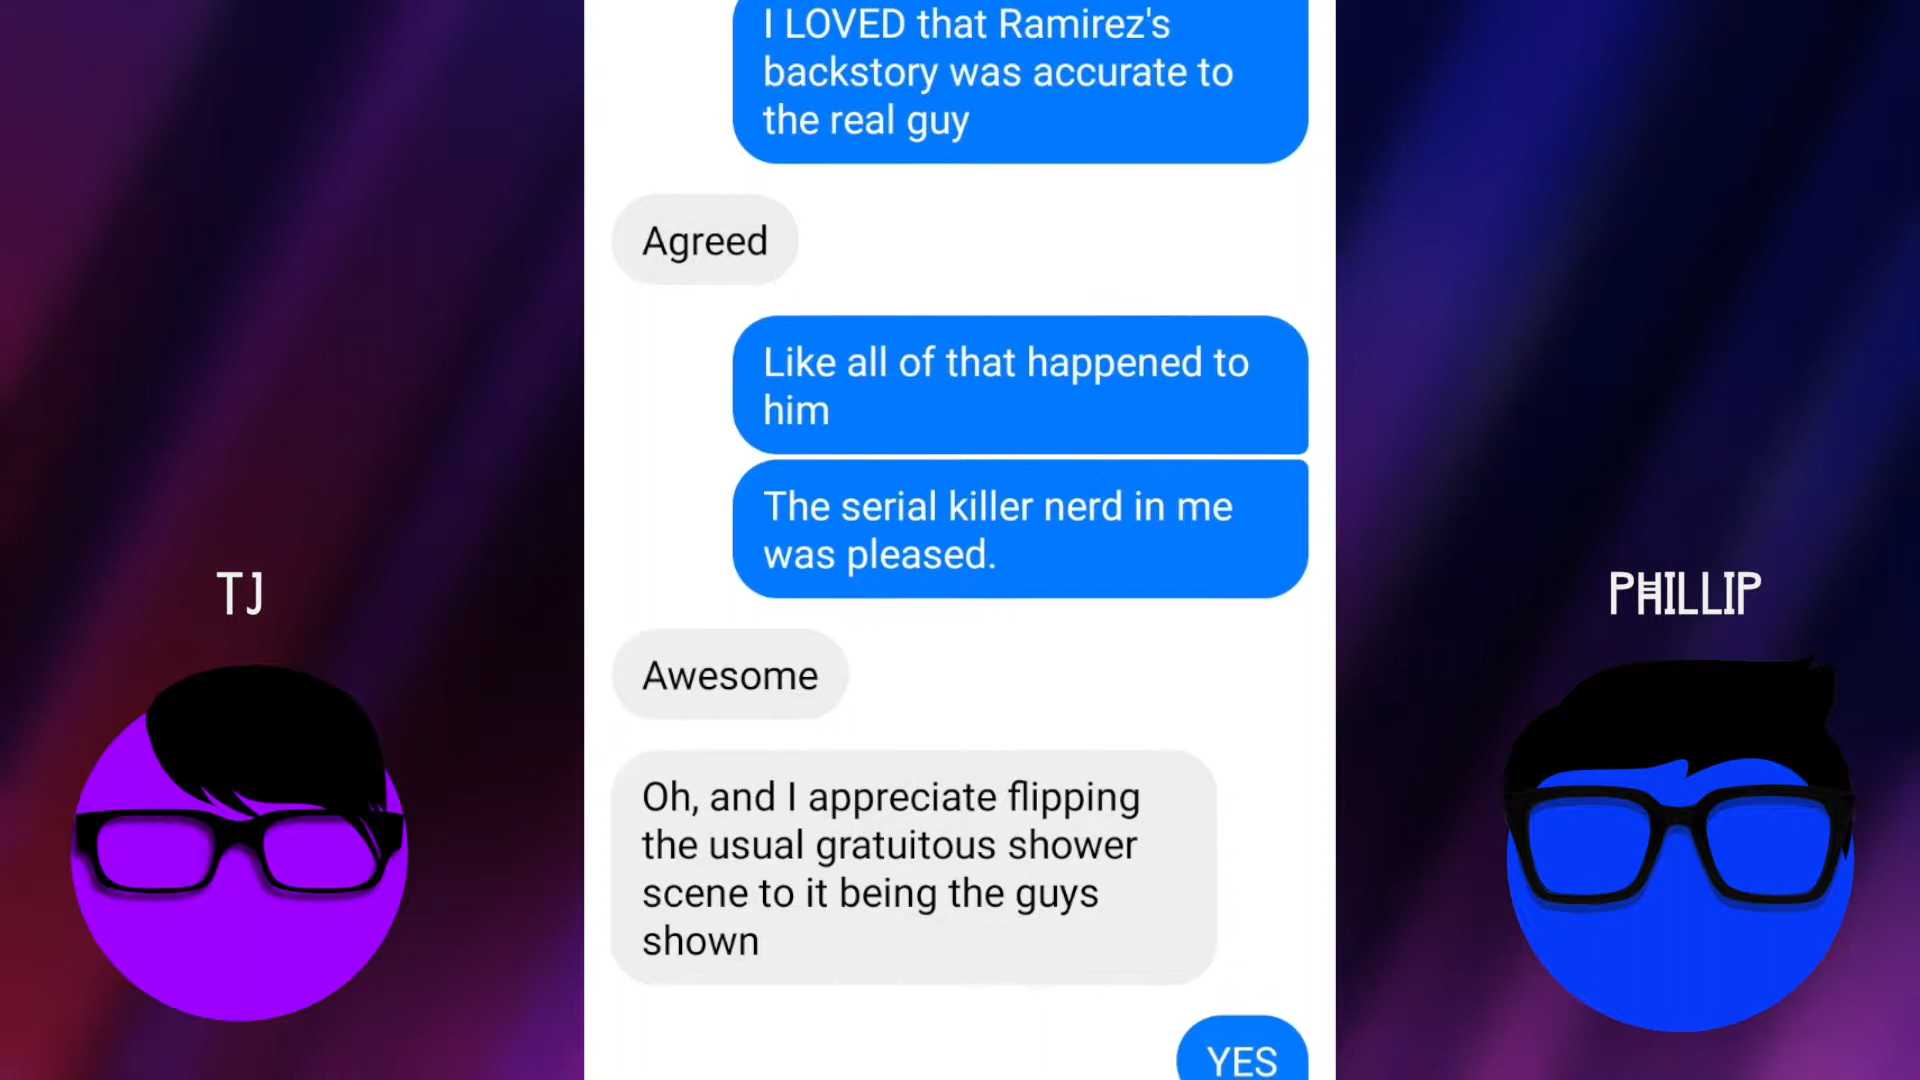 I LOVED that Ramirez's
backstory was accurate to
the real guy
Agreed
Like all of that happened to
him
The serial killer nerd in me
was pleased.
TJ
PHILLIP
Awesome
Oh, and I appreciate flipping
the usual gratuitous shower
scene to it being the guys
shown
YES